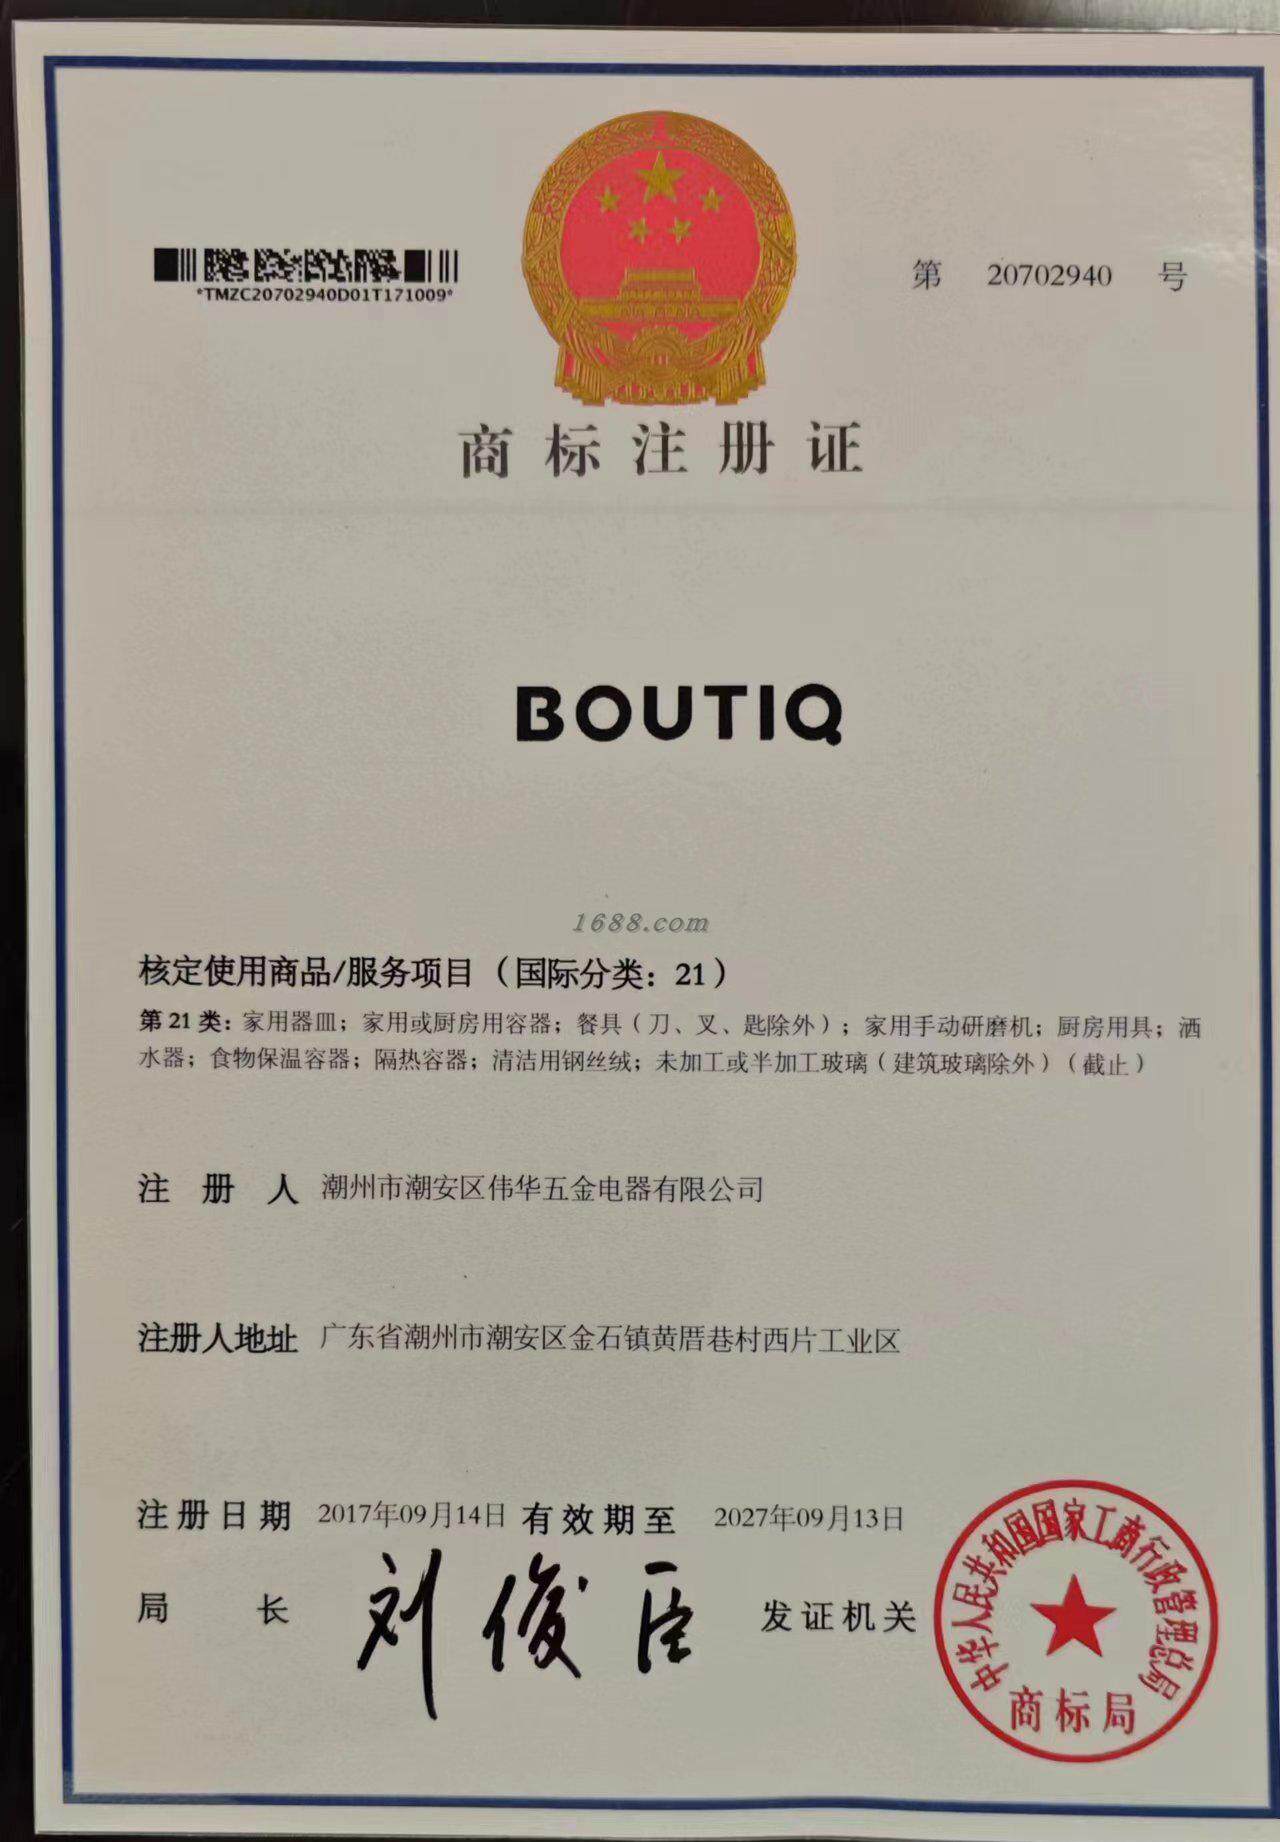 *TMZC20702940D01T171009*
第 20702940 号
商标注册证
BOUTIQ
1688.com
核定使用商品/服务项目（国际分类：21）
第 21 类：家用器皿；家用或厨房用容器；餐具（刀、叉、匙除外）；家用手动研磨机；厨房用具；洒
水器；食物保温容器；隔热容器；清洁用钢丝绒；未加工或半加工玻璃（建筑玻璃除外）（截止）
注册人 潮州市潮安区伟华五金电器有限公司
注册人地址 广东省潮州市潮安区金石镇黄厝巷村西片工业区
注册日期 2017年09月14日 有效期至 2027年09月13日
局长 刘俊臣 发证机关
中华人民共和国国家工商行政管理总局
商标局